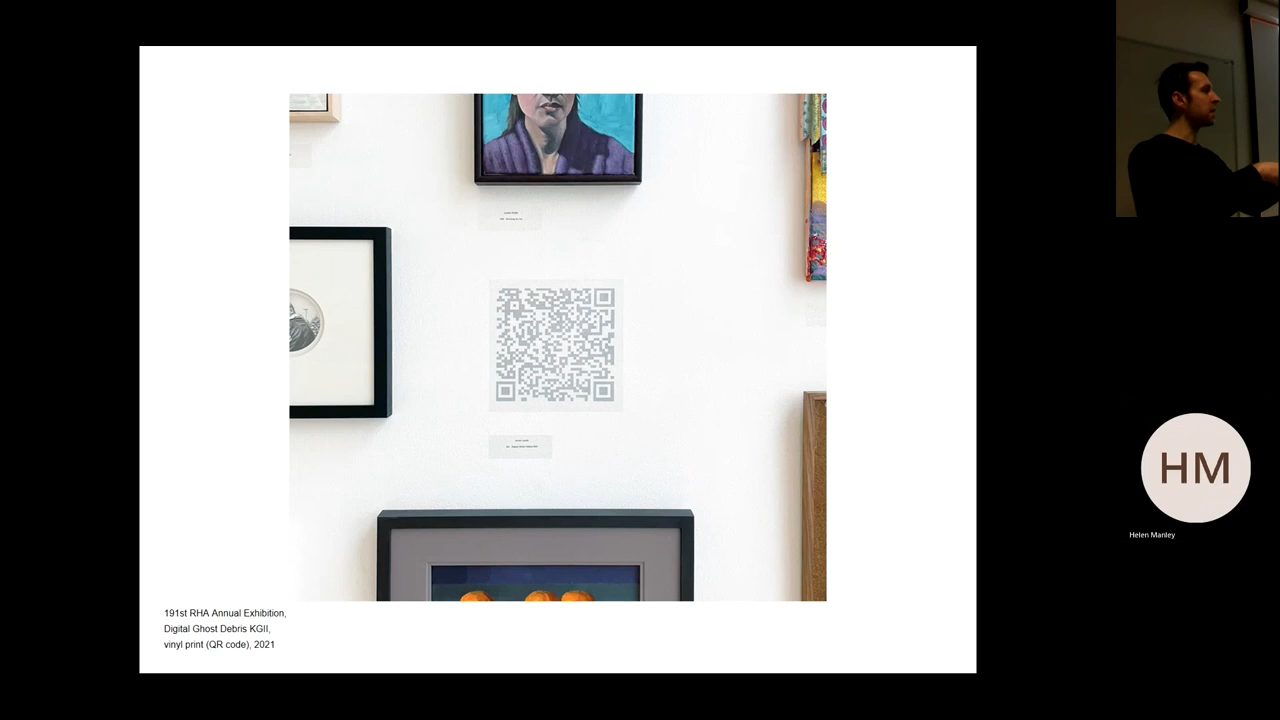 191st RHA Annual Exhibition,
Digital Ghost Debris KGII,
vinyl print (QR code), 2021
HM
Helen Manley